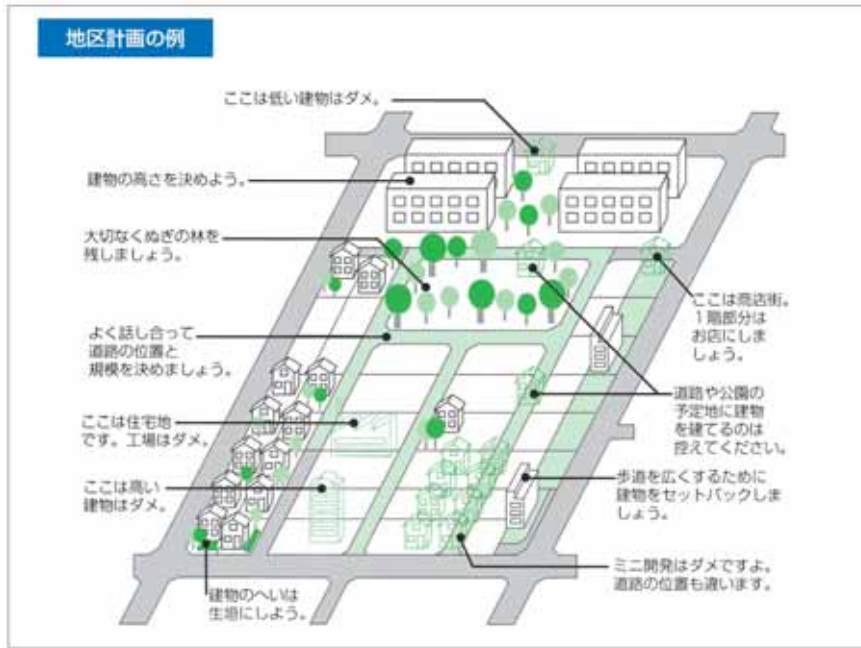 地区計画の例
ここは低い建物はダメ。
建物の高さを決めよう。
大切なくぬぎの林を
残しましょう。
ここは商店街。
1階部分は
お店にしま
しょう。
よく話し合って
道路の位置と
規模を決めましょう。
道路や公園の
予定地に建物
を建てるのは
控えてください。
ここは住宅地
です。工場はダメ。
歩道を広くするために
建物をセットバックしま
しょう。
ここは高い
建物はダメ。
ミニ開発はダメですよ。
道路の位置も違います。
建物のへいは
生垣にしよう。